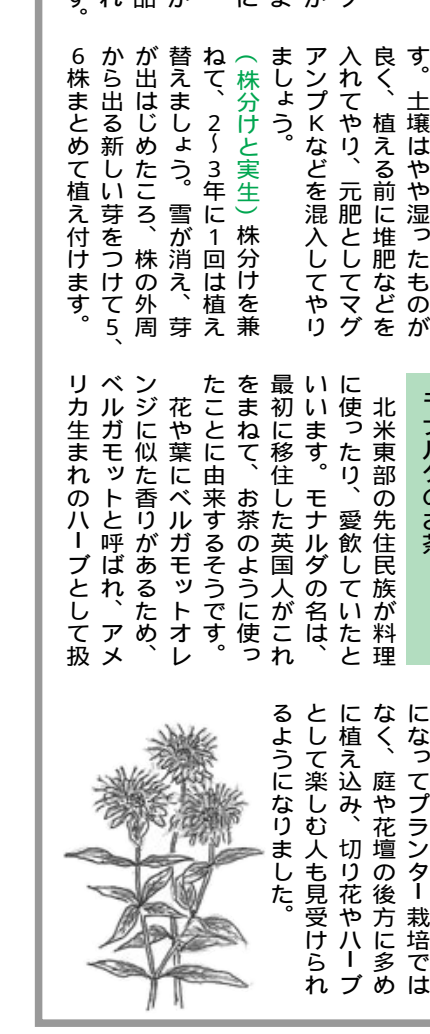 す。土壌はやや湿ったものが
良く、植える前に堆肥などを
入れてやり、元肥としてマグ
アンプKなどを混入してやり
ましょう。
(株分けと実生)株分けを兼
ねて、2~3年に1回は植え
替えましょう。雪が消え、芽
が出はじめたころ、株の外周
から出る新しい芽をつけて5、
6株まとめて植え付けます。
北米東部の先住民族が料理
に使ったり、愛飲していたと
いいます。モナルダの名は、
最初に移住した英国人がこれ
をまねて、お茶のように使っ
たことに由来するそうです。
花や葉にベルガモットオレ
ンジに似た香りがあるため、
ベルガモットと呼ばれ、アメ
リカ生まれのハーブとして扱
になってプランター栽培では
なく、庭や花壇の後方に多め
に植え込み、切り花やハーブ
として楽しむ人も見受けられ
るようになりました。